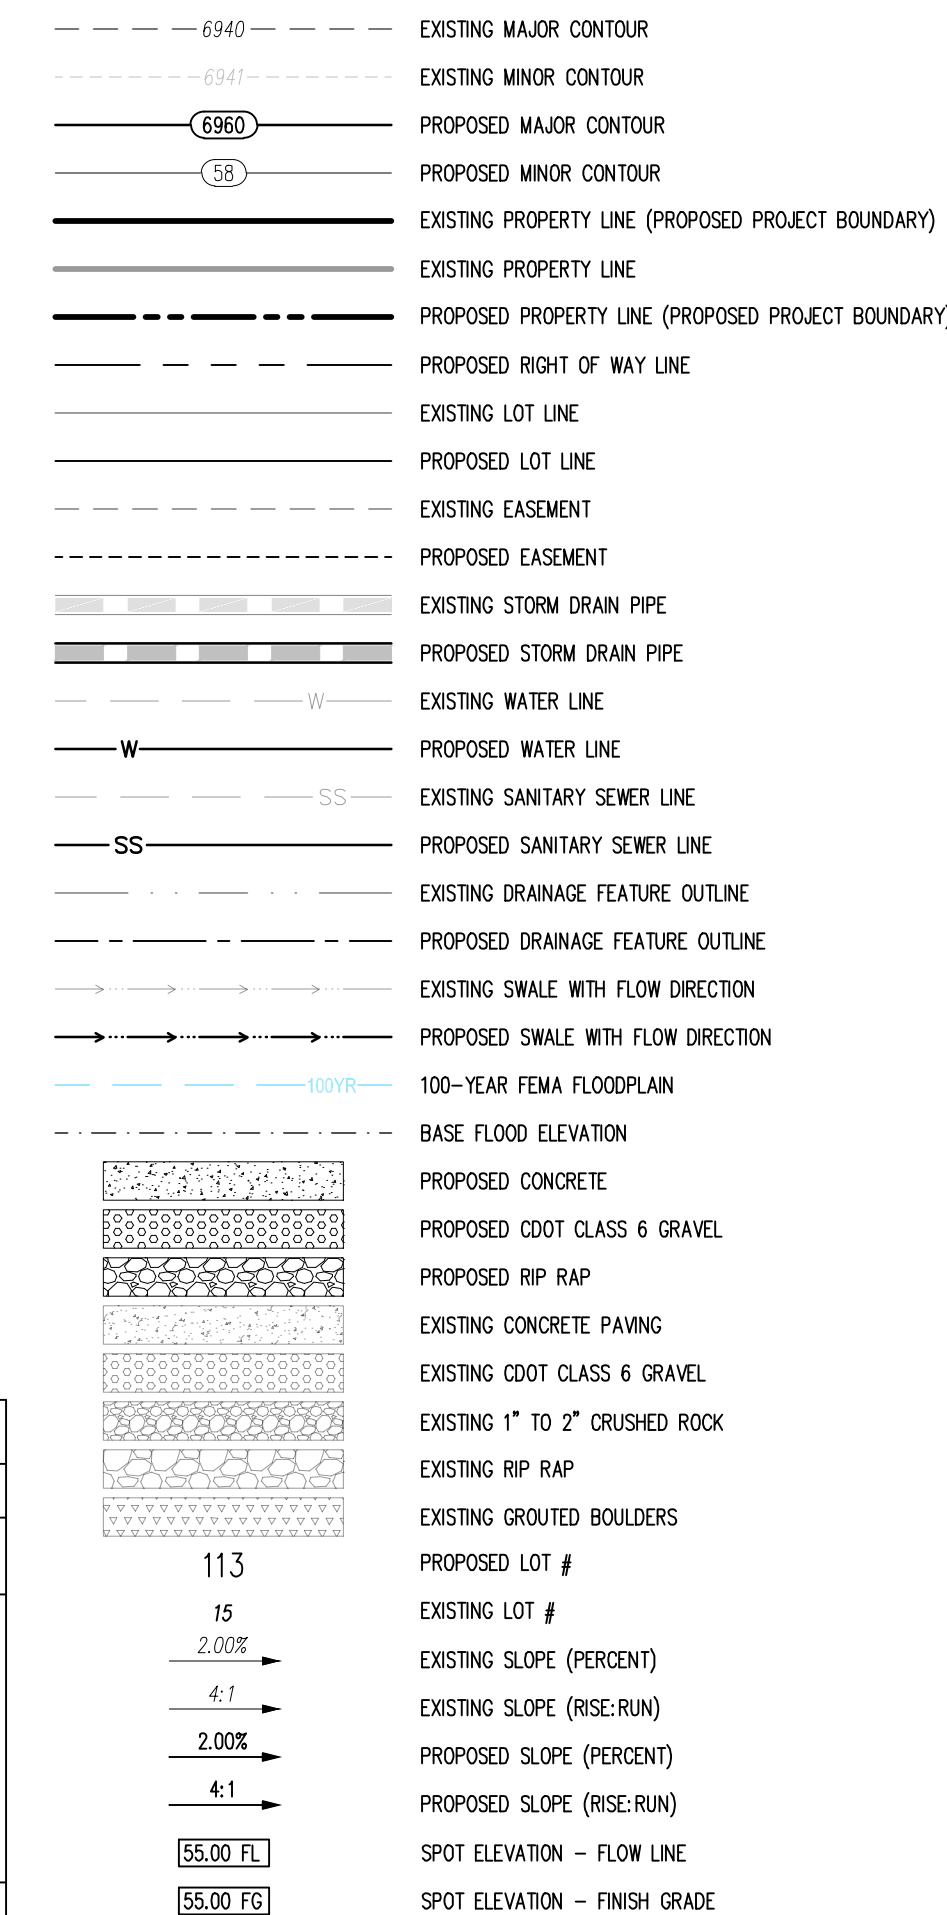 6940 EXISTING MAJOR CONTOUR
6941 EXISTING MINOR CONTOUR
6960 PROPOSED MAJOR CONTOUR
58 PROPOSED MINOR CONTOUR
EXISTING PROPERTY LINE (PROPOSED PROJECT BOUNDARY)
EXISTING PROPERTY LINE
PROPOSED PROPERTY LINE (PROPOSED PROJECT BOUNDARY)
PROPOSED RIGHT OF WAY LINE
EXISTING LOT LINE
PROPOSED LOT LINE
EXISTING EASEMENT
PROPOSED EASEMENT
EXISTING STORM DRAIN PIPE
PROPOSED STORM DRAIN PIPE
W EXISTING WATER LINE
W PROPOSED WATER LINE
SS EXISTING SANITARY SEWER LINE
SS PROPOSED SANITARY SEWER LINE
EXISTING DRAINAGE FEATURE OUTLINE
PROPOSED DRAINAGE FEATURE OUTLINE
EXISTING SWALE WITH FLOW DIRECTION
PROPOSED SWALE WITH FLOW DIRECTION
100YR 100-YEAR FEMA FLOODPLAIN
BASE FLOOD ELEVATION
PROPOSED CONCRETE
PROPOSED CDOT CLASS 6 GRAVEL
PROPOSED RIP RAP
EXISTING CONCRETE PAVING
EXISTING CDOT CLASS 6 GRAVEL
EXISTING 1" TO 2" CRUSHED ROCK
EXISTING RIP RAP
EXISTING GROUTED BOULDERS
113 PROPOSED LOT #
15 EXISTING LOT #
2.00% EXISTING SLOPE (PERCENT)
4:1 EXISTING SLOPE (RISE:RUN)
2.00% PROPOSED SLOPE (PERCENT)
4:1 PROPOSED SLOPE (RISE:RUN)
55.00 FL SPOT ELEVATION - FLOW LINE
55.00 FG SPOT ELEVATION - FINISH GRADE